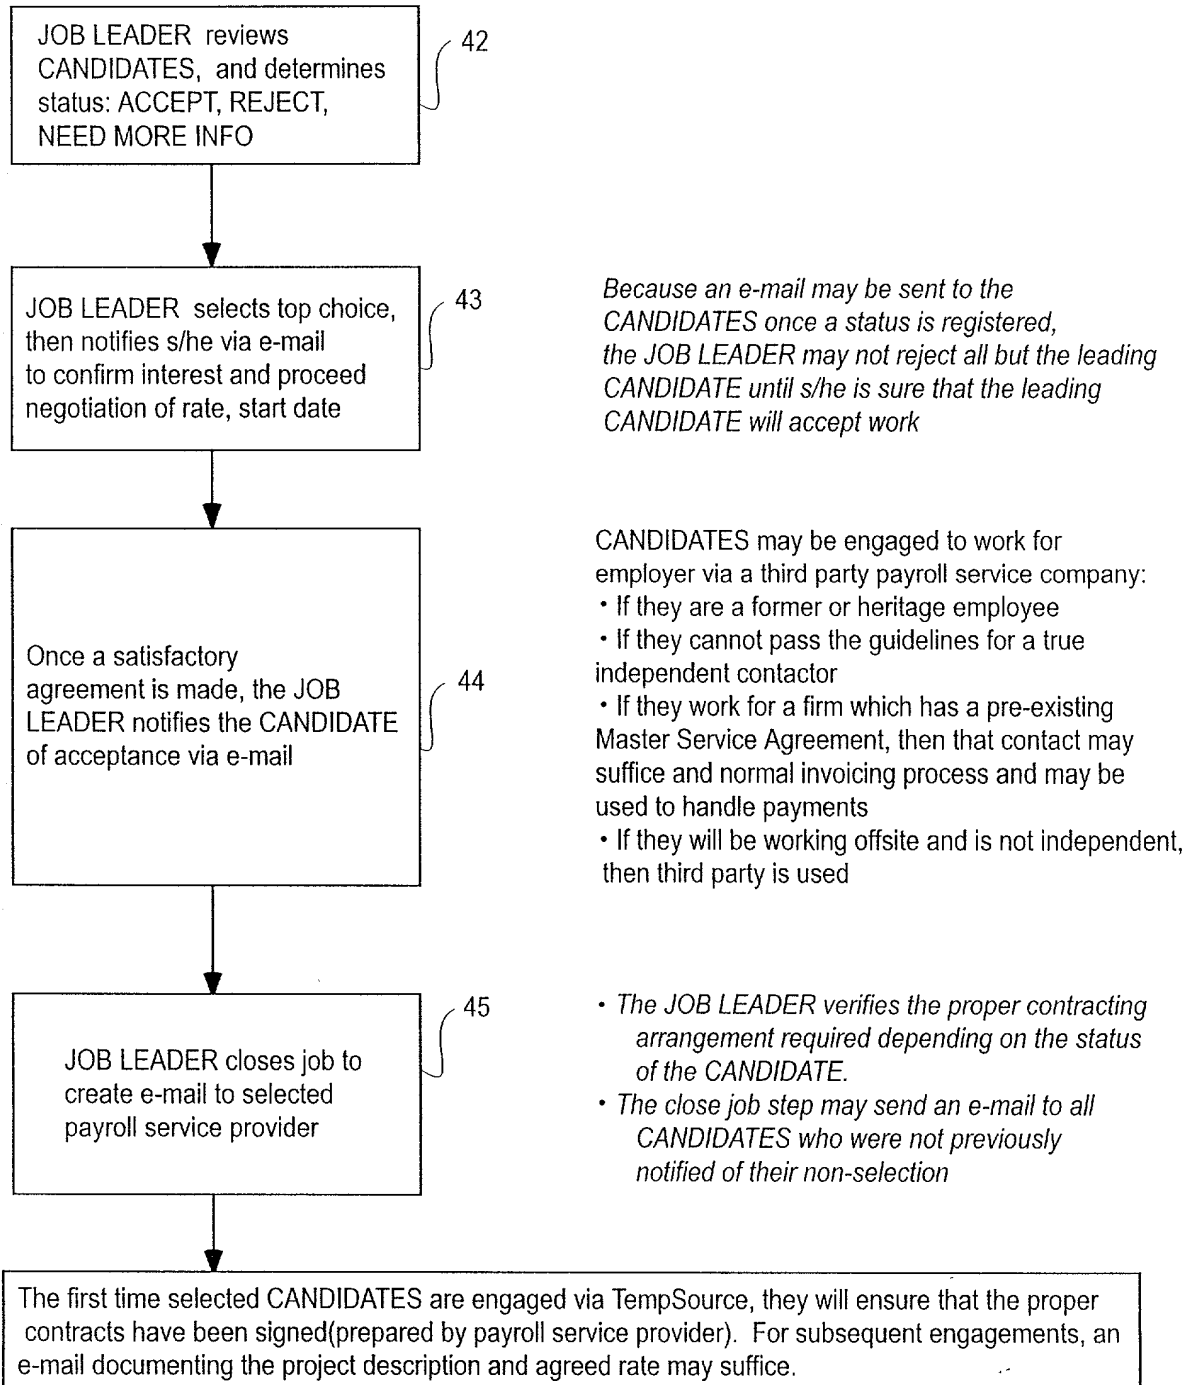 JOB LEADER reviews
CANDIDATES, and determines
status: ACCEPT, REJECT,
NEED MORE INFO
42
JOB LEADER selects top choice,
then notifies s/he via e-mail
to confirm interest and proceed
negotiation of rate, start date
43
Because an e-mail may be sent to the
CANDIDATES once a status is registered,
the JOB LEADER may not reject all but the leading
CANDIDATE until s/he is sure that the leading
CANDIDATE will accept work
Once a satisfactory
agreement is made, the JOB
LEADER notifies the CANDIDATE
of acceptance via e-mail
44
CANDIDATES may be engaged to work for
employer via a third party payroll service company:
• If they are a former or heritage employee
• If they cannot pass the guidelines for a true
independent contactor
• If they work for a firm which has a pre-existing
Master Service Agreement, then that contact may
suffice and normal invoicing process and may be
used to handle payments
• If they will be working offsite and is not independent,
then third party is used
JOB LEADER closes job to
create e-mail to selected
payroll service provider
45
• The JOB LEADER verifies the proper contracting
arrangement required depending on the status
of the CANDIDATE.
• The close job step may send an e-mail to all
CANDIDATES who were not previously
notified of their non-selection
The first time selected CANDIDATES are engaged via TempSource, they will ensure that the proper
contracts have been signed(prepared by payroll service provider). For subsequent engagements, an
e-mail documenting the project description and agreed rate may suffice.